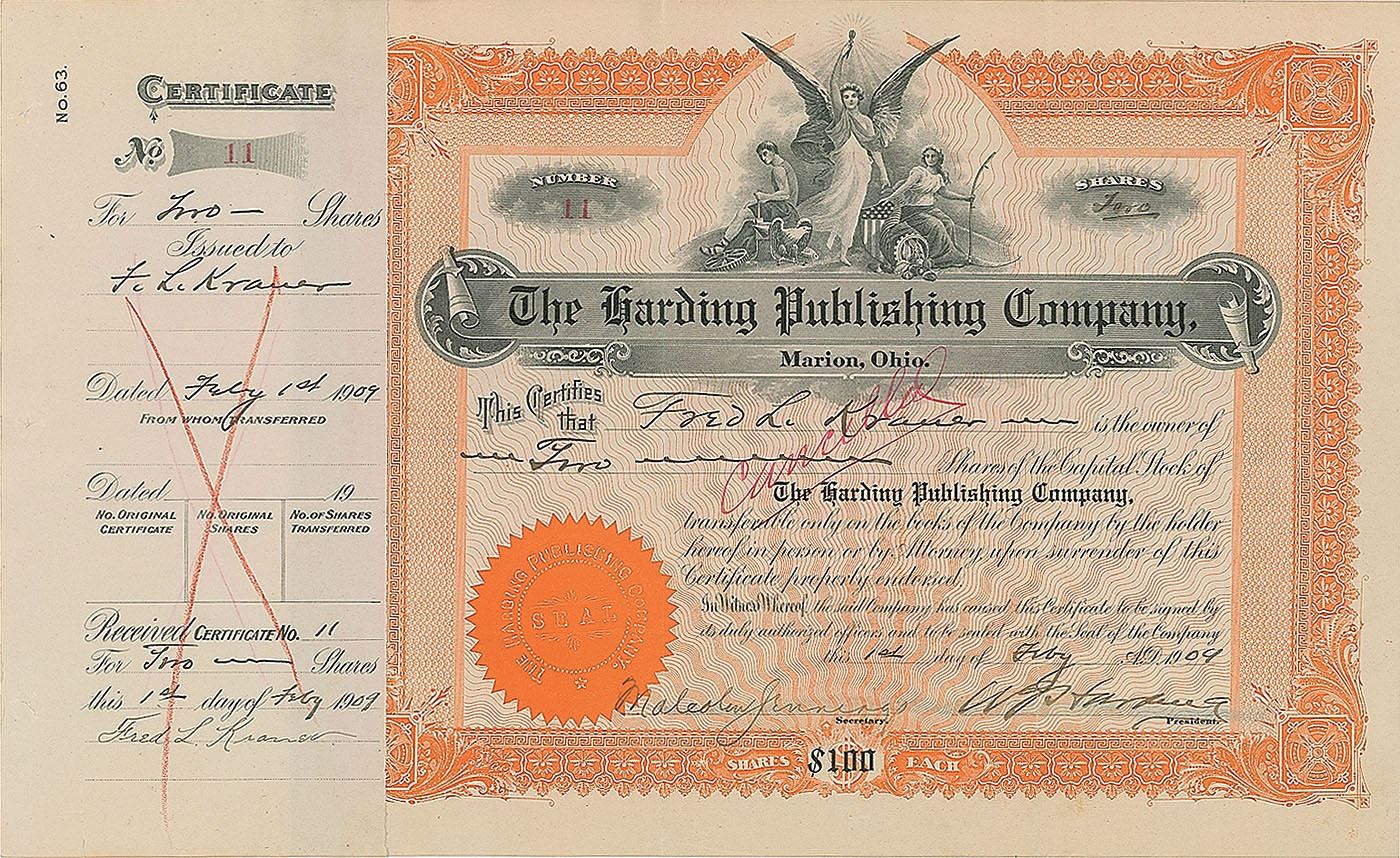 No. 63.
CERTIFICATE
No 11
For Two — Shares
Issued to
F. L. Kramer
Dated Feby 1st 1909
FROM WHOM TRANSFERRED
Dated 19
NO. ORIGINAL CERTIFICATE
NO. ORIGINAL SHARES
NO. OF SHARES TRANSFERRED
Received CERTIFICATE NO. 11
For Two — Shares
this 1st day of Feby 1909
Fred L Kramer
NUMBER
11
SHARES
Two
The Harding Publishing Company,
Marion, Ohio.
This Certifies that Fred L. Kramer is the owner of
Two Shares of the Capital Stock of
Cancelled
The Harding Publishing Company,
transferable only on the books of the Company by the holder
hereof in person or by Attorney upon surrender of this
Certificate properly endorsed.
In Witness Whereof, the said Company has caused this Certificate to be signed by
its duly authorized officers and to be sealed with the Seal of the Company
this 1st day of Feby A.D. 1909
THE HARDING PUBLISHING COMPANY.
SEAL
Malcolm Jennings
Secretary.
W G Harding
President.
SHARES $100 EACH